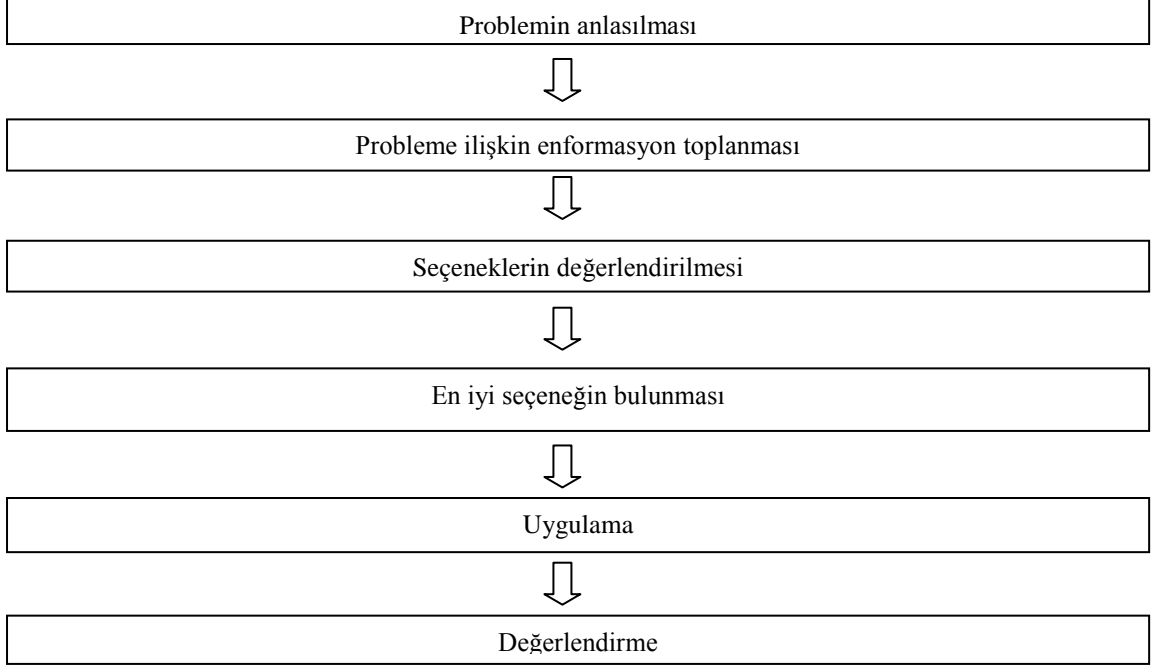 Problemin anlasılması
Probleme ilişkin enformasyon toplanması
Seçeneklerin değerlendirilmesi
En iyi seçeneğin bulunması
Uygulama
Değerlendirme